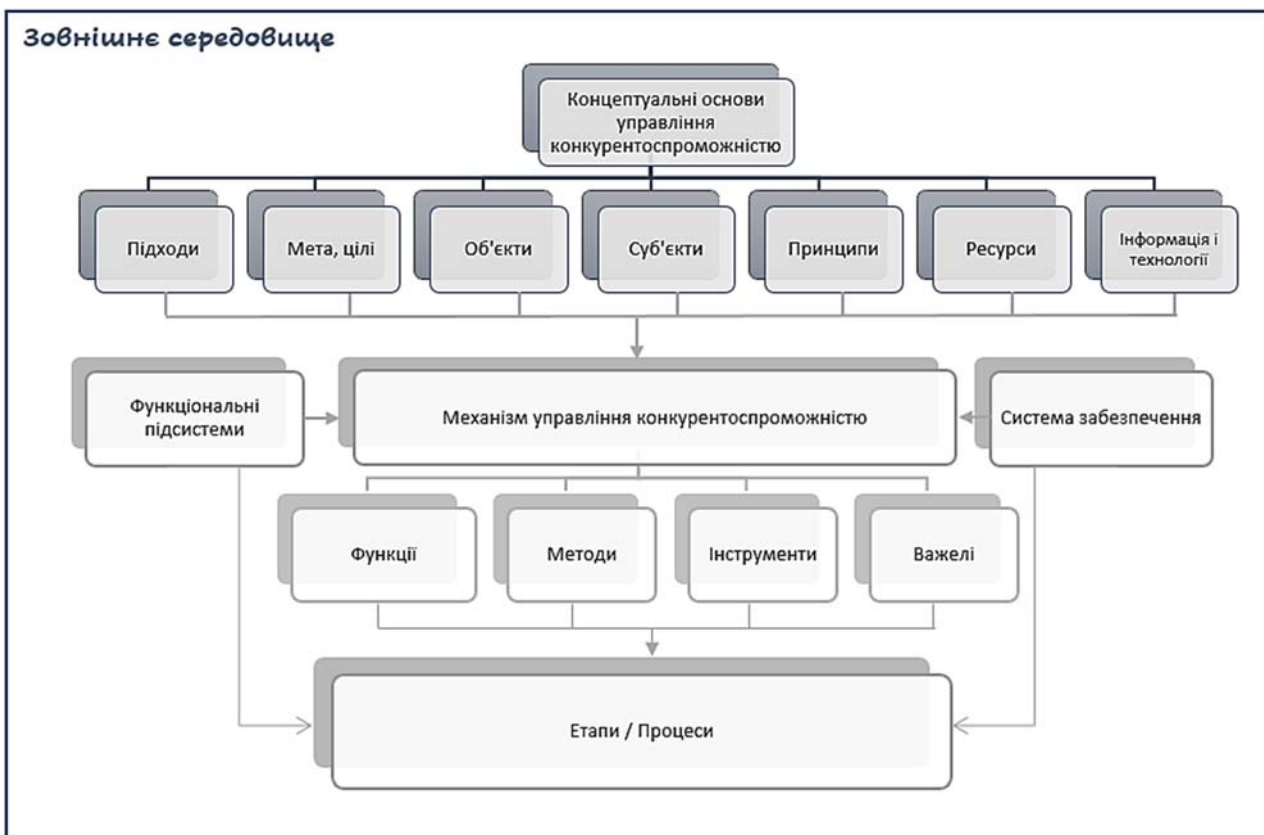 Зовнішнє середовище
Концептуальні основи
управління
конкурентоспроможністю
Підходи
Мета, цілі
Об'єкти
Суб'єкти
Принципи
Ресурси
Інформація і
технології
Функціональні
підсистеми
Механізм управління конкурентоспроможністю
Система забезпечення
Функції
Методи
Інструменти
Важелі
Етапи / Процеси